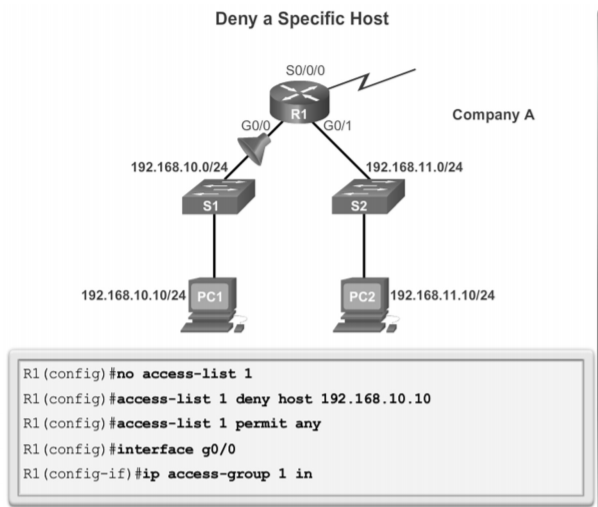 Deny a Specific Host
S0/0/0
R1
Company A
G0/0
G0/1
192.168.10.0/24
192.168.11.0/24
S1
S2
192.168.10.10/24
PC1
PC2
192.168.11.10/24
R1(config)#no access-list 1
R1(config)#access-list 1 deny host 192.168.10.10
R1(config)#access-list 1 permit any
R1(config)#interface g0/0
R1(config-if)#ip access-group 1 in